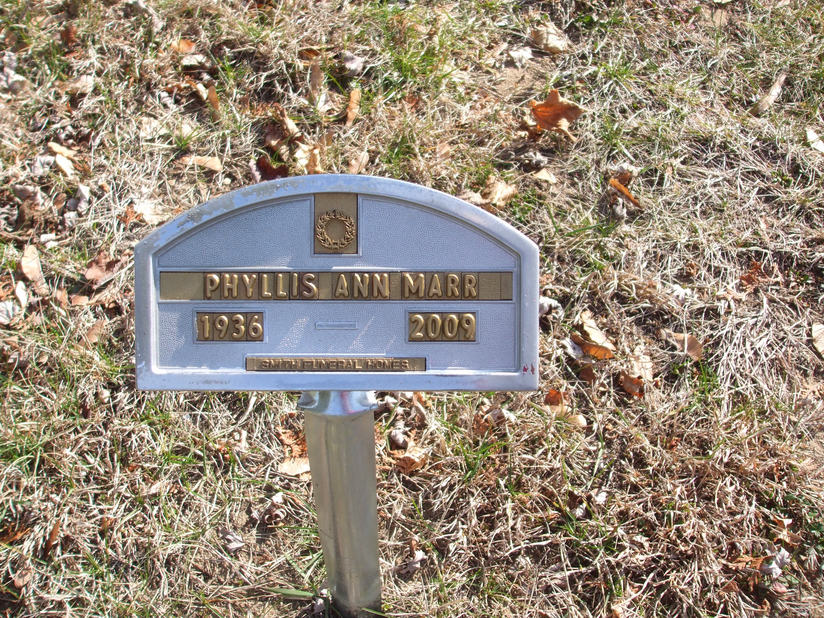 PHYLLIS ANN MARR
1936 2009
SMITH FUNERAL HOMES